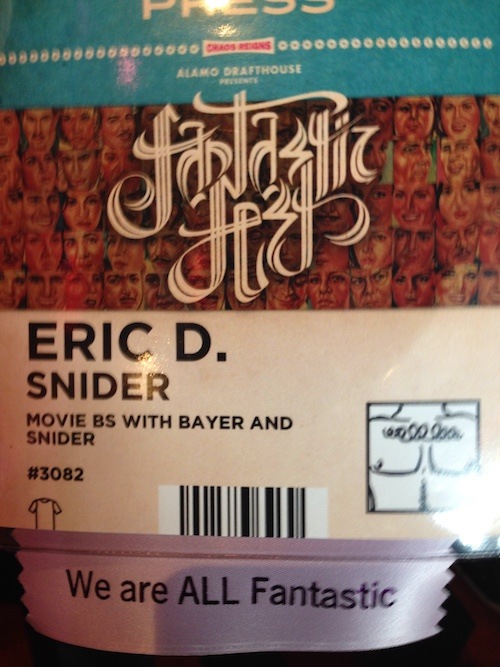 PRESS
CHAOS REIGNS
ALAMO DRAFTHOUSE
PRESENTS
Fantastic
Fest
ERIC D.
SNIDER
MOVIE BS WITH BAYER AND
SNIDER
#3082
We are ALL Fantastic